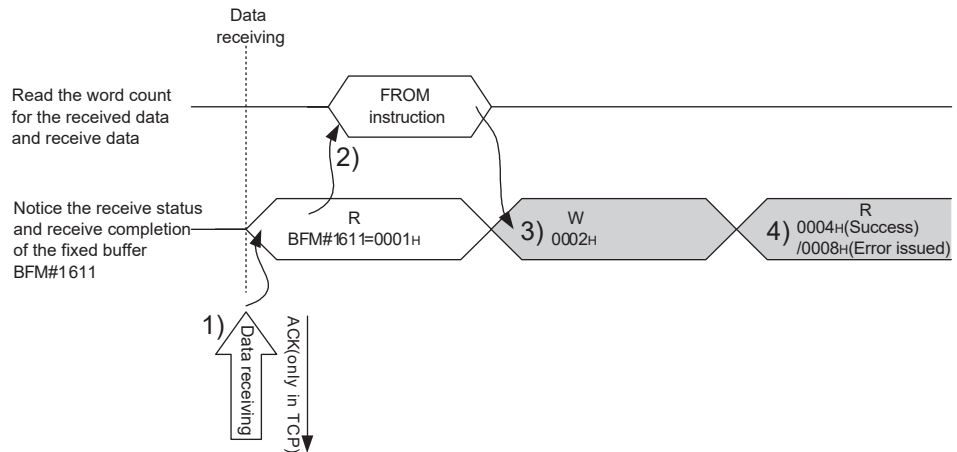 Data
receiving
Read the word count
for the received data
and receive data
FROM
instruction
2)
Notice the receive status
and receive completion
of the fixed buffer
BFM#1611
R
BFM#1611=0001H
3)
W
0002H
4)
R
0004H(Success)
/0008H(Error issued)
1)
Data receiving
ACK(only in TCP)